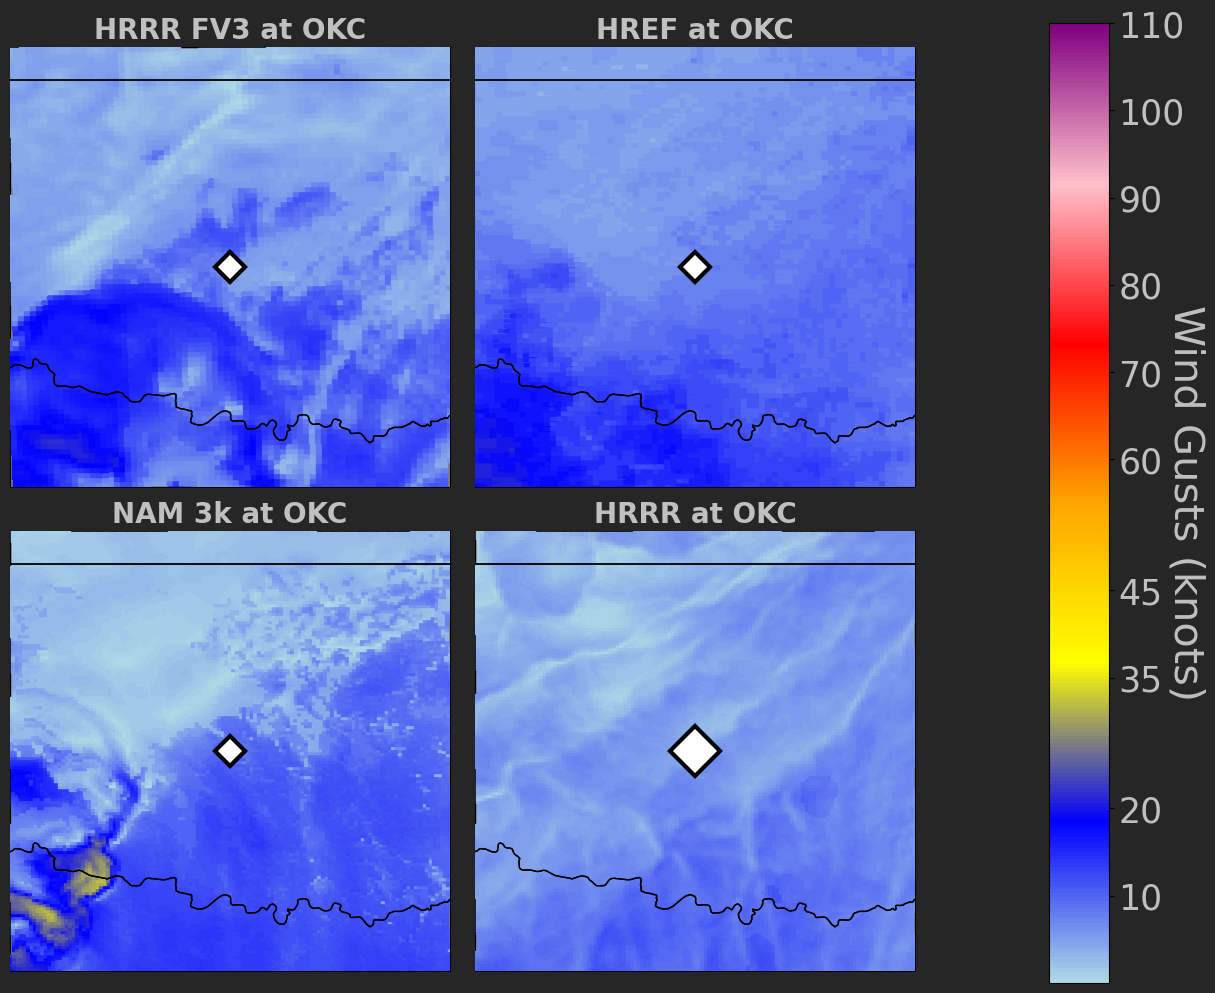 HRRR FV3 at OKC
HREF at OKC
NAM 3k at OKC
HRRR at OKC
110
100
90
80
70
60
45
35
20
10
Wind Gusts (knots)